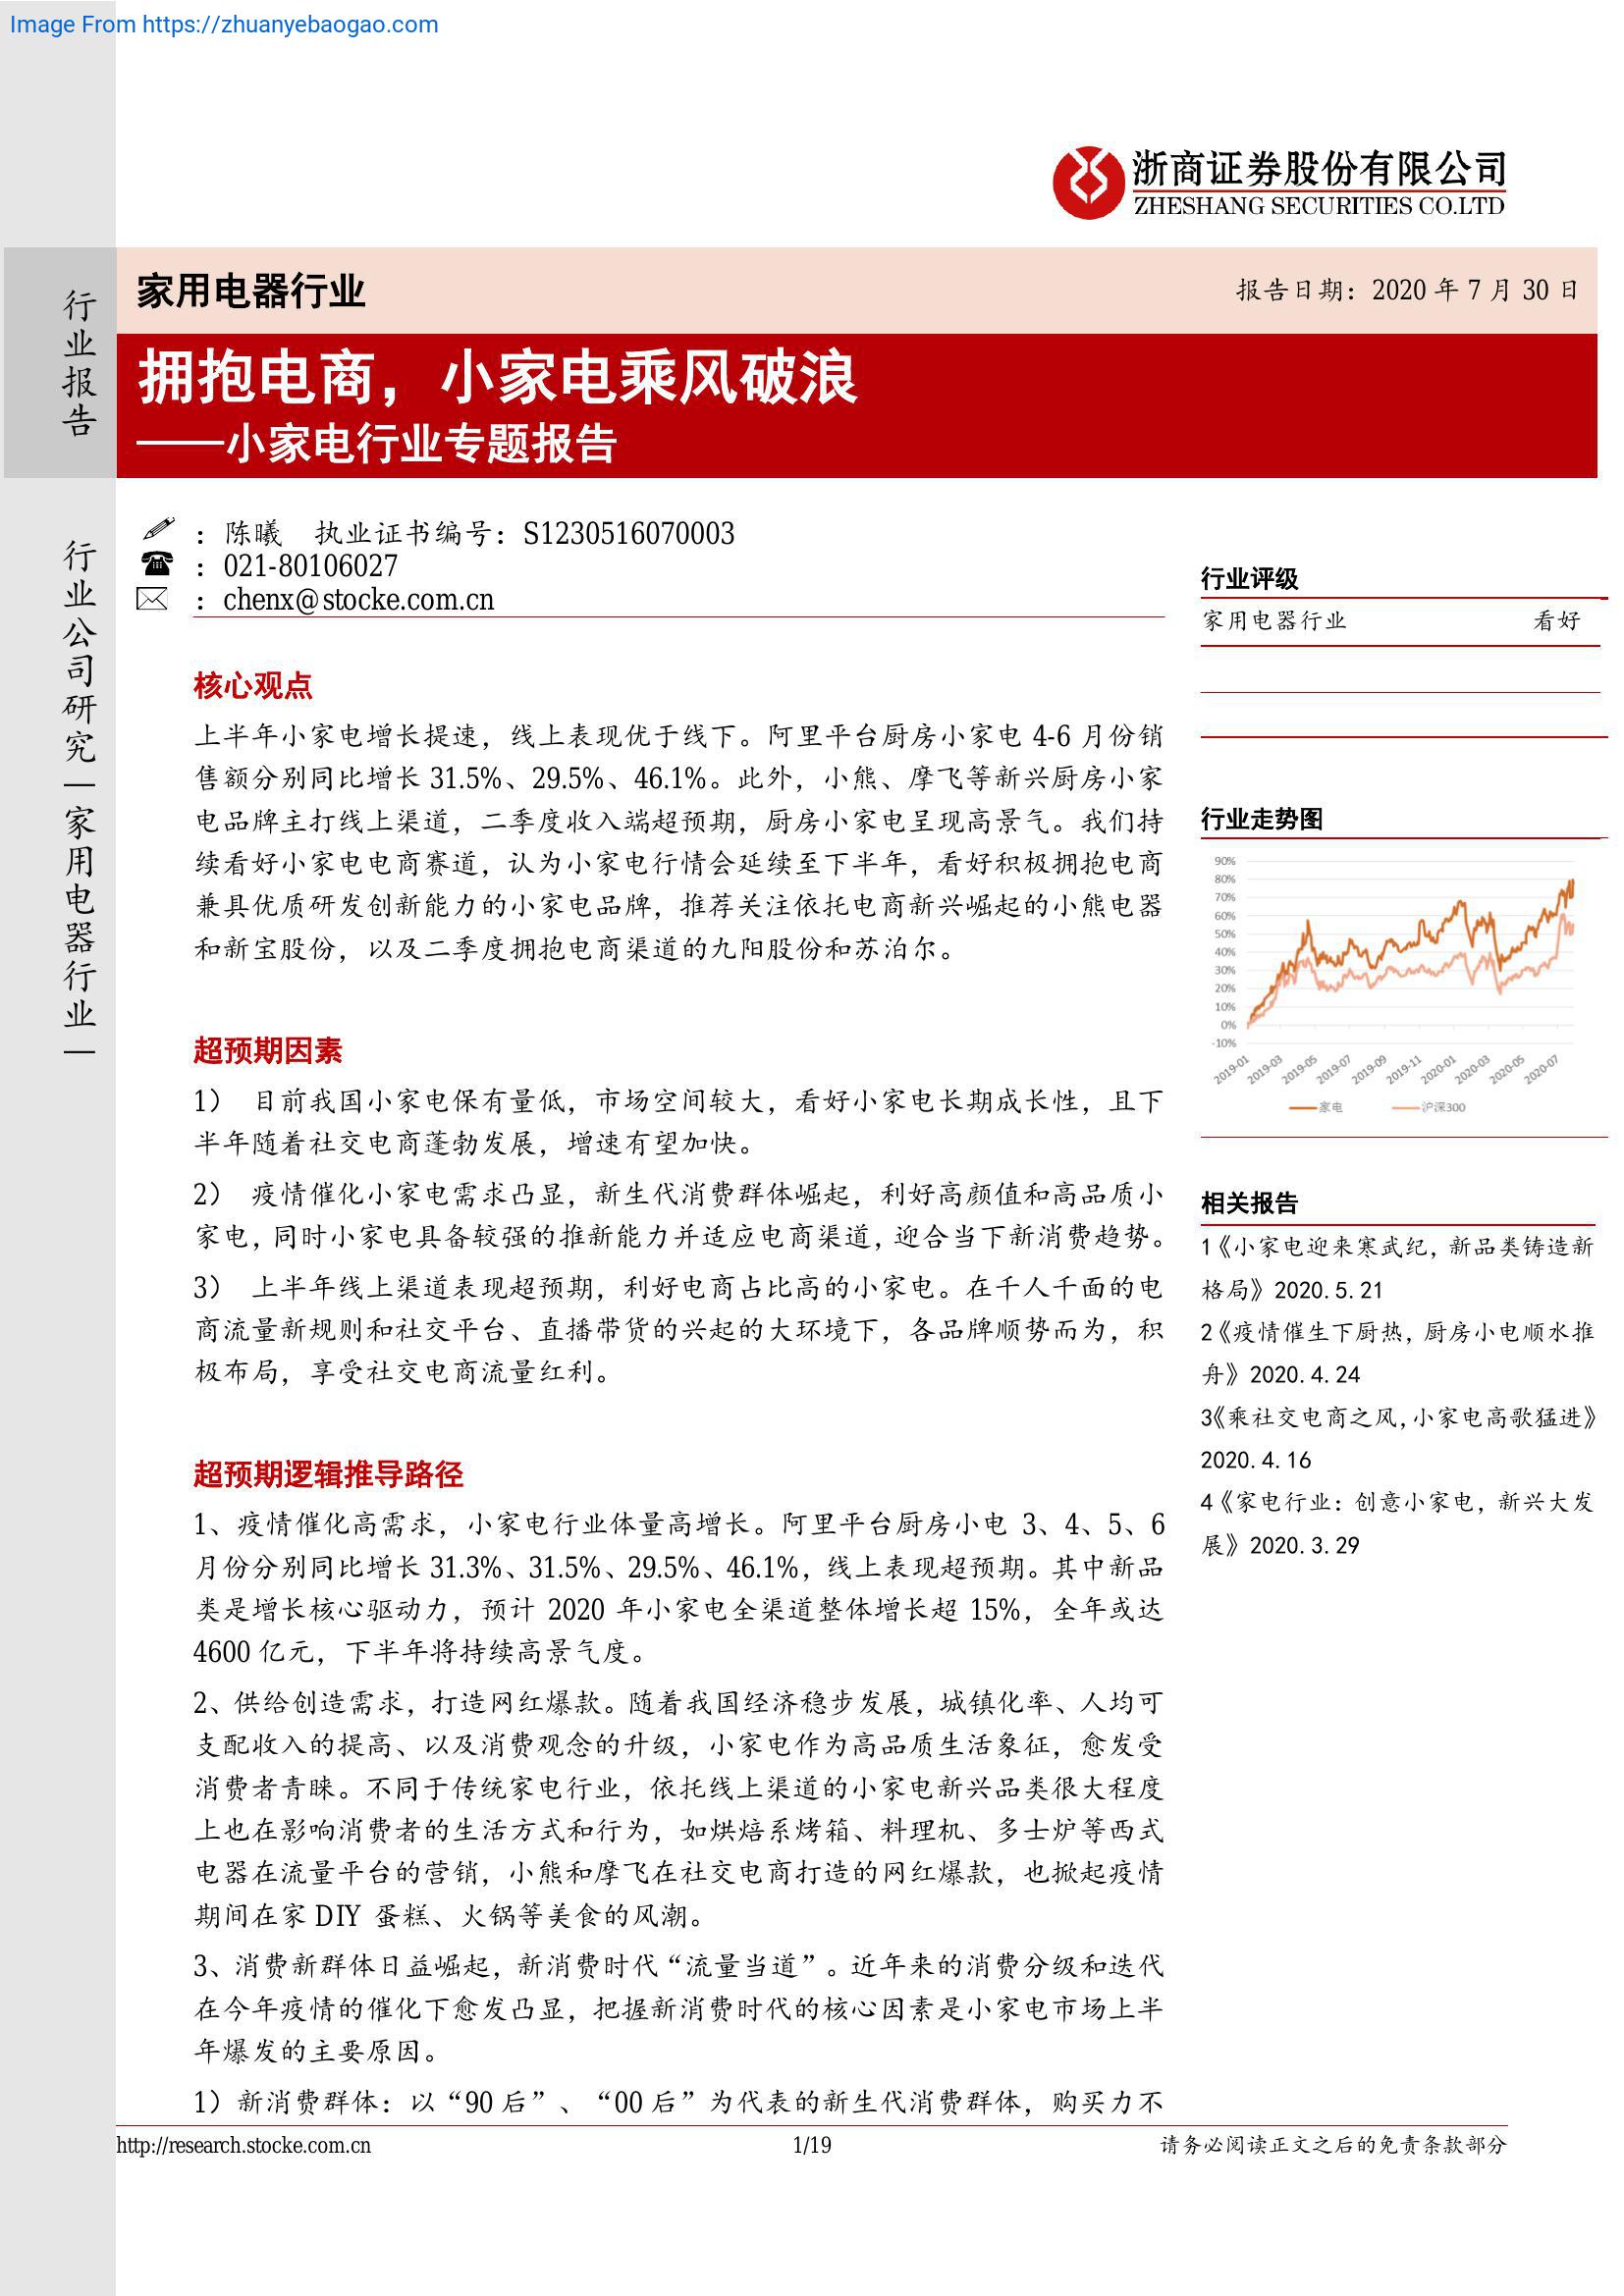 Image From https://zhuanyebaogao.com
浙商证券股份有限公司
ZHESHANG SECURITIES CO.LTD
行业报告
家用电器行业
报告日期：2020 年 7 月 30 日
拥抱电商，小家电乘风破浪
——小家电行业专题报告
行业公司研究|家用电器行业|
：陈曦 执业证书编号：S1230516070003
：021-80106027
：chenx@stocke.com.cn
核心观点
上半年小家电增长提速，线上表现优于线下。阿里平台厨房小家电 4-6 月份销
售额分别同比增长 31.5%、29.5%、46.1%。此外，小熊、摩飞等新兴厨房小家
电品牌主打线上渠道，二季度收入端超预期，厨房小家电呈现高景气。我们持
续看好小家电电商赛道，认为小家电行情会延续至下半年，看好积极拥抱电商
兼具优质研发创新能力的小家电品牌，推荐关注依托电商新兴崛起的小熊电器
和新宝股份，以及二季度拥抱电商渠道的九阳股份和苏泊尔。
超预期因素
1） 目前我国小家电保有量低，市场空间较大，看好小家电长期成长性，且下
半年随着社交电商蓬勃发展，增速有望加快。
2） 疫情催化小家电需求凸显，新生代消费群体崛起，利好高颜值和高品质小
家电，同时小家电具备较强的推新能力并适应电商渠道，迎合当下新消费趋势。
3） 上半年线上渠道表现超预期，利好电商占比高的小家电。在千人千面的电
商流量新规则和社交平台、直播带货的兴起的大环境下，各品牌顺势而为，积
极布局，享受社交电商流量红利。
超预期逻辑推导路径
1、疫情催化高需求，小家电行业体量高增长。阿里平台厨房小电 3、4、5、6
月份分别同比增长 31.3%、31.5%、29.5%、46.1%，线上表现超预期。其中新品
类是增长核心驱动力，预计 2020 年小家电全渠道整体增长超 15%，全年或达
4600 亿元，下半年将持续高景气度。
2、供给创造需求，打造网红爆款。随着我国经济稳步发展，城镇化率、人均可
支配收入的提高、以及消费观念的升级，小家电作为高品质生活象征，愈发受
消费者青睐。不同于传统家电行业，依托线上渠道的小家电新兴品类很大程度
上也在影响消费者的生活方式和行为，如烘焙系烤箱、料理机、多士炉等西式
电器在流量平台的营销，小熊和摩飞在社交电商打造的网红爆款，也掀起疫情
期间在家 DIY 蛋糕、火锅等美食的风潮。
3、消费新群体日益崛起，新消费时代“流量当道”。近年来的消费分级和迭代
在今年疫情的催化下愈发凸显，把握新消费时代的核心因素是小家电市场上半
年爆发的主要原因。
1）新消费群体：以“90 后”、“00 后”为代表的新生代消费群体，购买力不
行业评级
家用电器行业 看好
行业走势图
90%
80%
70%
60%
50%
40%
30%
20%
10%
0%
-10%
2019-01 2019-03 2019-05 2019-07 2019-09 2019-11 2020-01 2020-03 2020-05 2020-07
家电 沪深300
相关报告
1《小家电迎来寒武纪，新品类铸造新
格局》2020.5.21
2《疫情催生下厨热，厨房小电顺水推
舟》2020.4.24
3《乘社交电商之风，小家电高歌猛进》
2020.4.16
4《家电行业：创意小家电，新兴大发
展》2020.3.29
http://research.stocke.com.cn
1/19
请务必阅读正文之后的免责条款部分